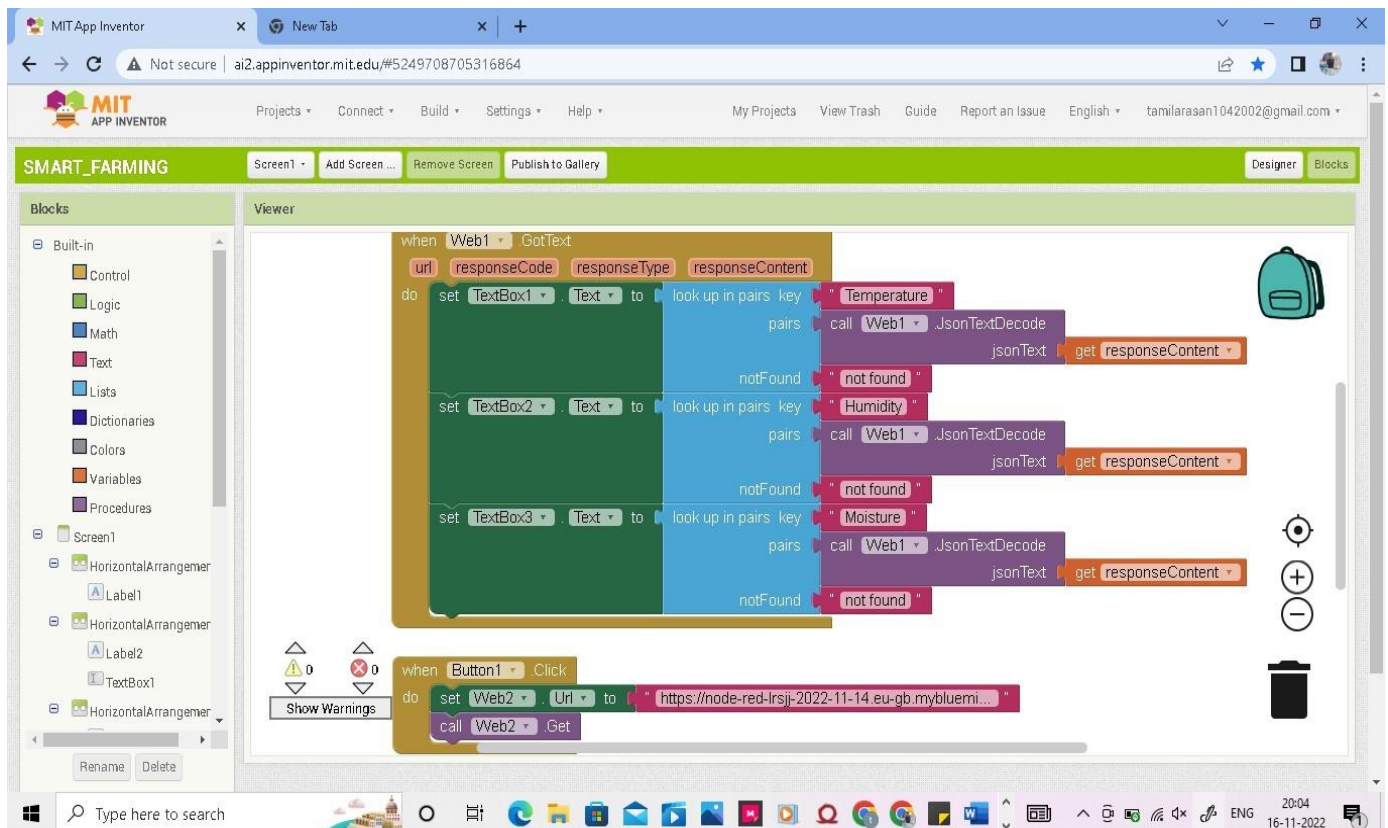 MIT App Inventor
New Tab
Not secure | ai2.appinventor.mit.edu/#5249708705316864
MIT
APP INVENTOR
Projects Connect Build Settings Help My Projects View Trash Guide Report an Issue English tamilarasan1042002@gmail.com
SMART_FARMING Screen1 Add Screen ... Remove Screen Publish to Gallery Designer Blocks
Blocks
Viewer
Built-in
Control
Logic
Math
Text
Lists
Dictionaries
Colors
Variables
Procedures
Screen1
HorizontalArrangemer
Label1
HorizontalArrangemer
Label2
TextBox1
HorizontalArrangemer
Rename Delete
when Web1 .GotText
url responseCode responseType responseContent
do set TextBox1 . Text to look up in pairs key " Temperature "
pairs call Web1 .JsonTextDecode
jsonText get responseContent
notFound " not found "
set TextBox2 . Text to look up in pairs key " Humidity "
pairs call Web1 .JsonTextDecode
jsonText get responseContent
notFound " not found "
set TextBox3 . Text to look up in pairs key " Moisture "
pairs call Web1 .JsonTextDecode
jsonText get responseContent
notFound " not found "
0 0
Show Warnings
when Button1 .Click
do set Web2 . Url to " https://node-red-lrsjj-2022-11-14.eu-gb.mybluemi... "
call Web2 .Get
Type here to search
ENG
20:04
16-11-2022